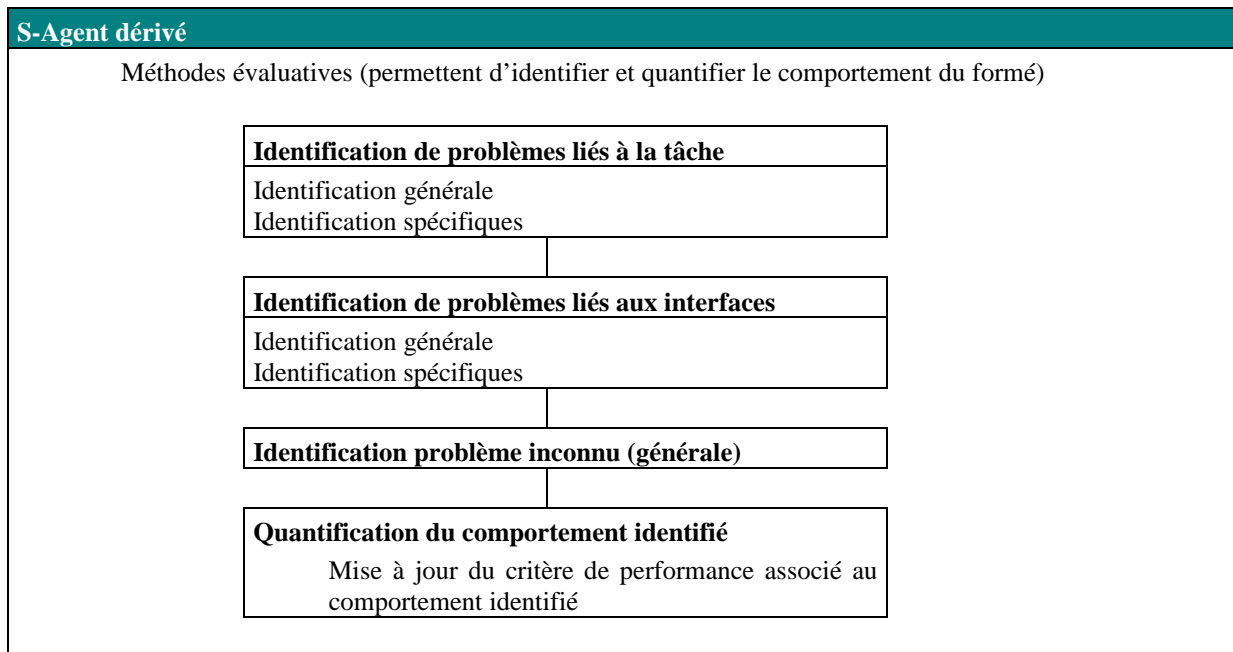 S-Agent dérivé
Méthodes évaluatives (permettent d’identifier et quantifier le comportement du formé)
Identification de problèmes liés à la tâche
Identification générale
Identification spécifiques
Identification de problèmes liés aux interfaces
Identification générale
Identification spécifiques
Identification problème inconnu (générale)
Quantification du comportement identifié
Mise à jour du critère de performance associé au
comportement identifié